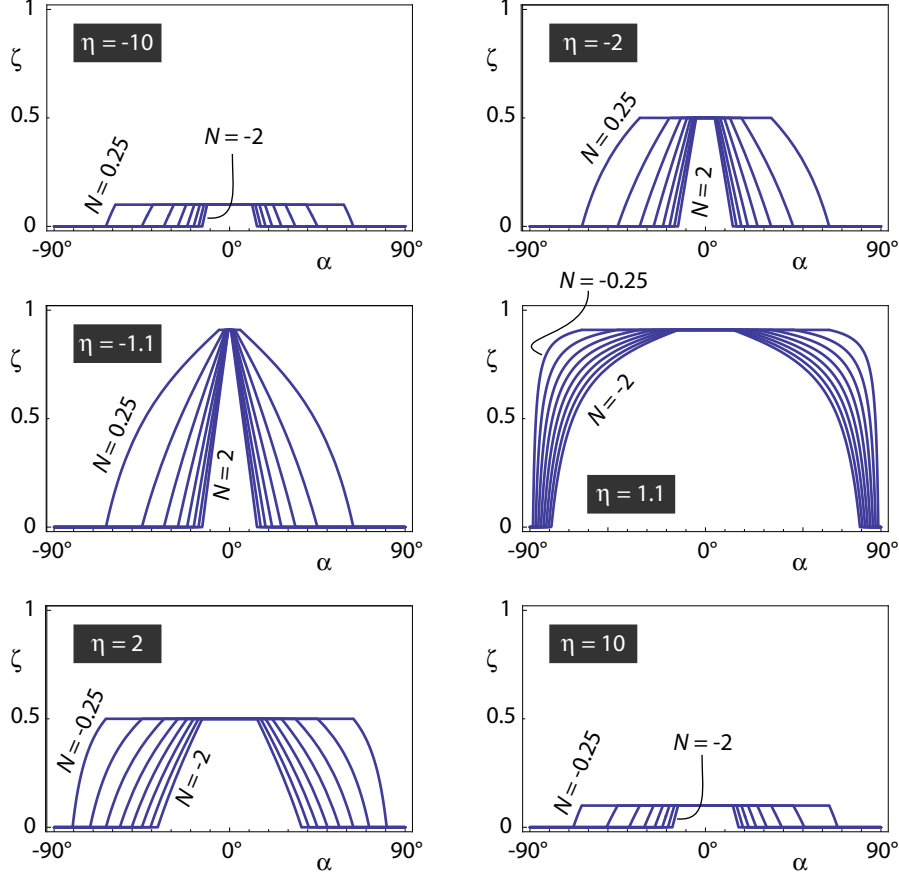 1
η = -10
ζ
0.5
N = 0.25
N = -2
0
-90°
0°
α
90°
1
η = -2
ζ
0.5
N = 0.25
N = 2
0
-90°
0°
α
90°
1
η = -1.1
ζ
0.5
N = 0.25
N = 2
0
-90°
0°
α
90°
N = -0.25
1
ζ
0.5
N = -2
η = 1.1
0
-90°
0°
α
90°
1
η = 2
ζ
0.5
N = -0.25
N = -2
0
-90°
0°
α
90°
1
η = 10
ζ
0.5
N = -0.25
N = -2
0
-90°
0°
α
90°